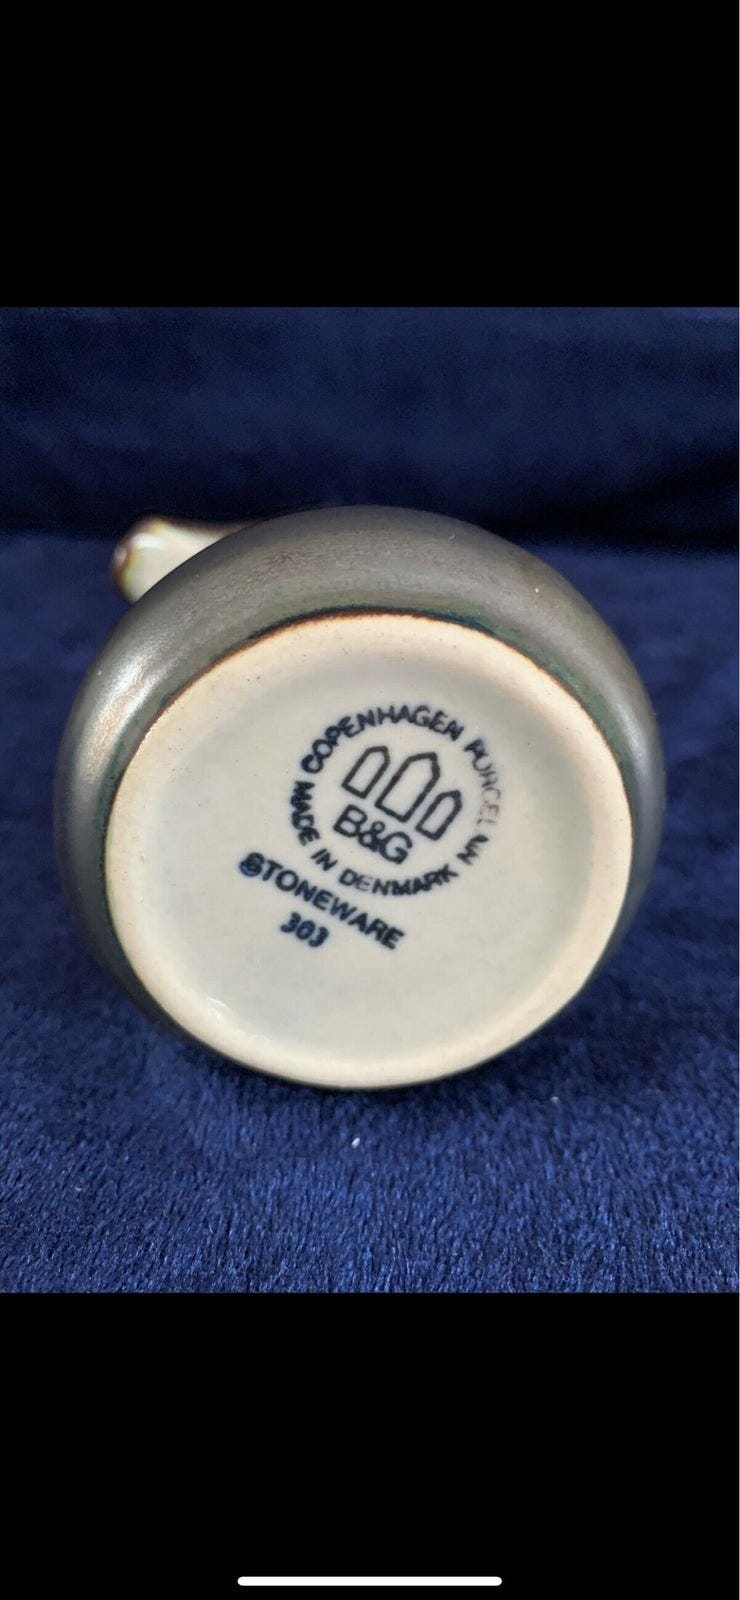 COPENHAGEN PORCELAIN
MADE IN DENMARK
B&G
STONEWARE
303